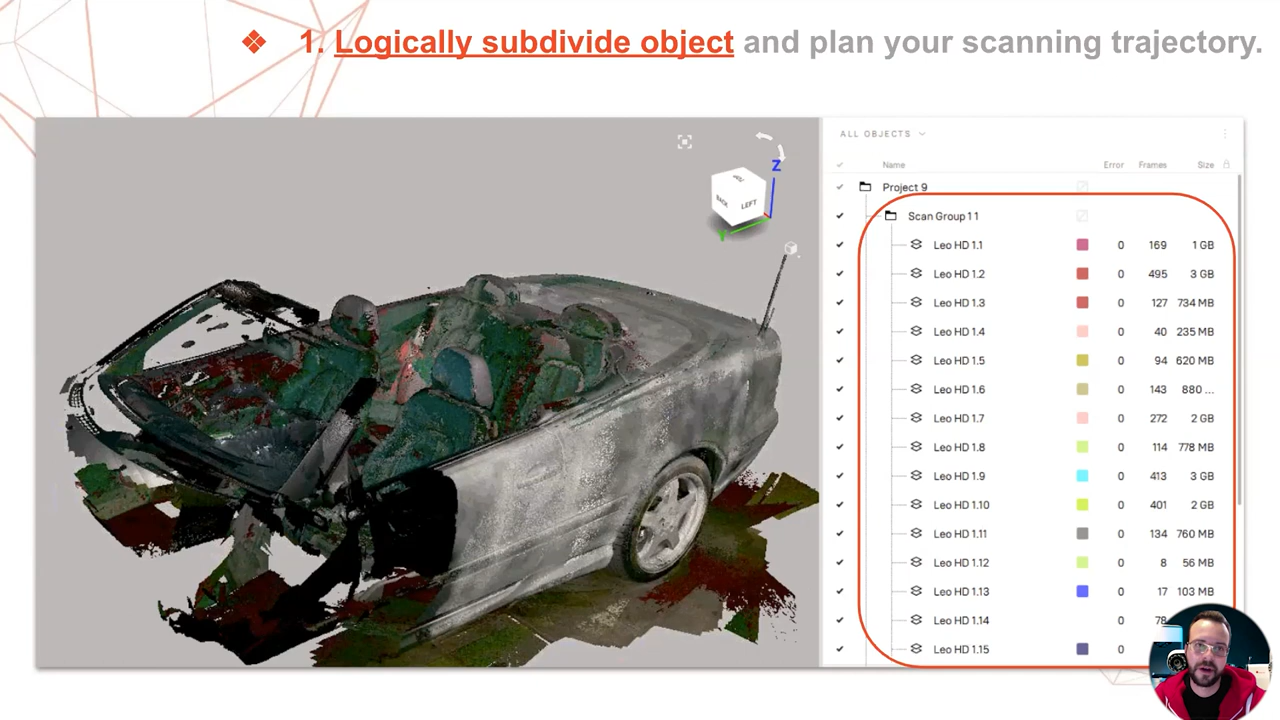 ❖ 1. Logically subdivide object and plan your scanning trajectory.
ALL OBJECTS
Name Error Frames Size
Project 9
Scan Group 1 1
Leo HD 1.1 0 169 1 GB
Leo HD 1.2 0 495 3 GB
Leo HD 1.3 0 127 734 MB
Leo HD 1.4 0 40 235 MB
Leo HD 1.5 0 94 620 MB
Leo HD 1.6 0 143 880 ...
Leo HD 1.7 0 272 2 GB
Leo HD 1.8 0 114 778 MB
Leo HD 1.9 0 413 3 GB
Leo HD 1.10 0 401 2 GB
Leo HD 1.11 0 134 760 MB
Leo HD 1.12 0 8 56 MB
Leo HD 1.13 0 17 103 MB
Leo HD 1.14 0 78
Leo HD 1.15 0
Z
TOP
BACK LEFT
Y